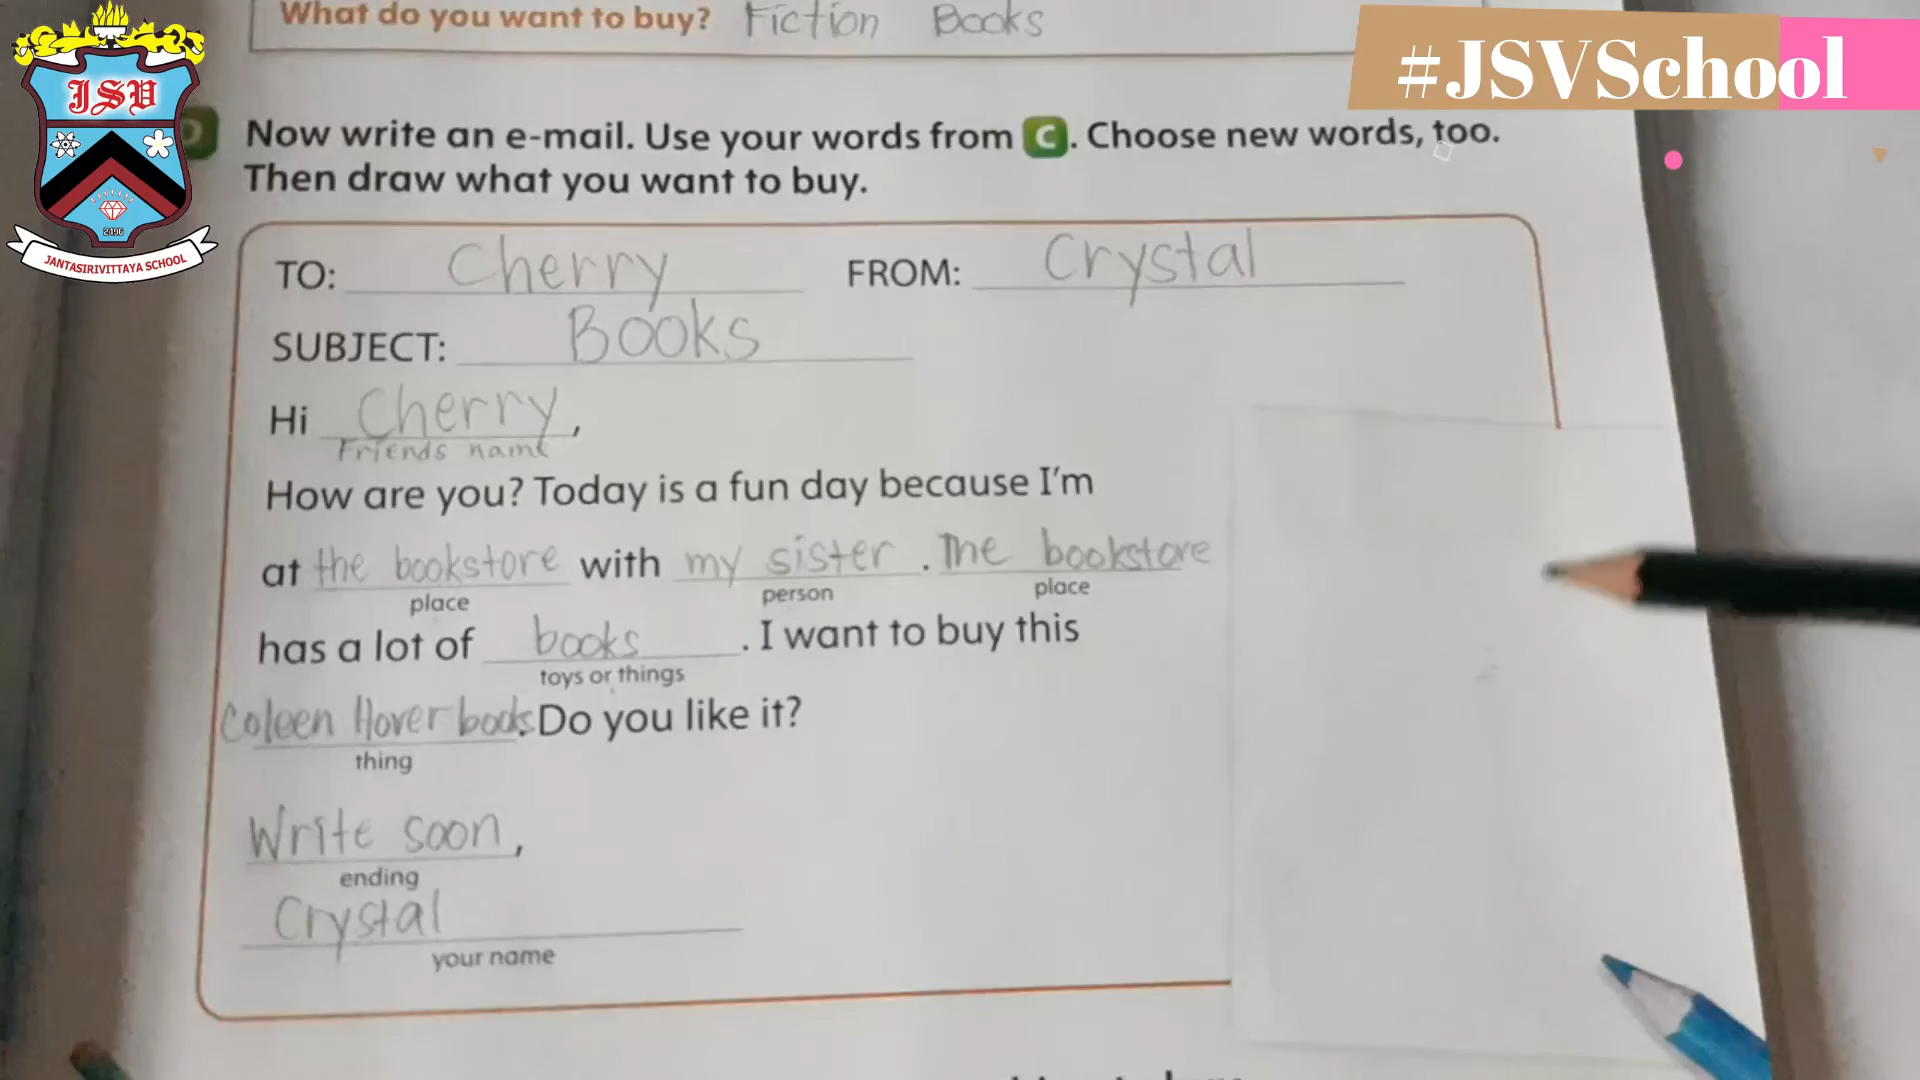 What do you want to buy? Fiction Books
#JSVSchool
JSV
2496
JANTASIRIVITTAYA SCHOOL
D Now write an e-mail. Use your words from C. Choose new words, too.
Then draw what you want to buy.
TO: Cherry FROM: Crystal
SUBJECT: Books
Hi Cherry,
Friends name
How are you? Today is a fun day because I'm
at the bookstore with my sister. The bookstore
place person place
has a lot of books. I want to buy this
toys or things
Coleen Hover books. Do you like it?
thing
Write soon,
ending
Crystal
your name